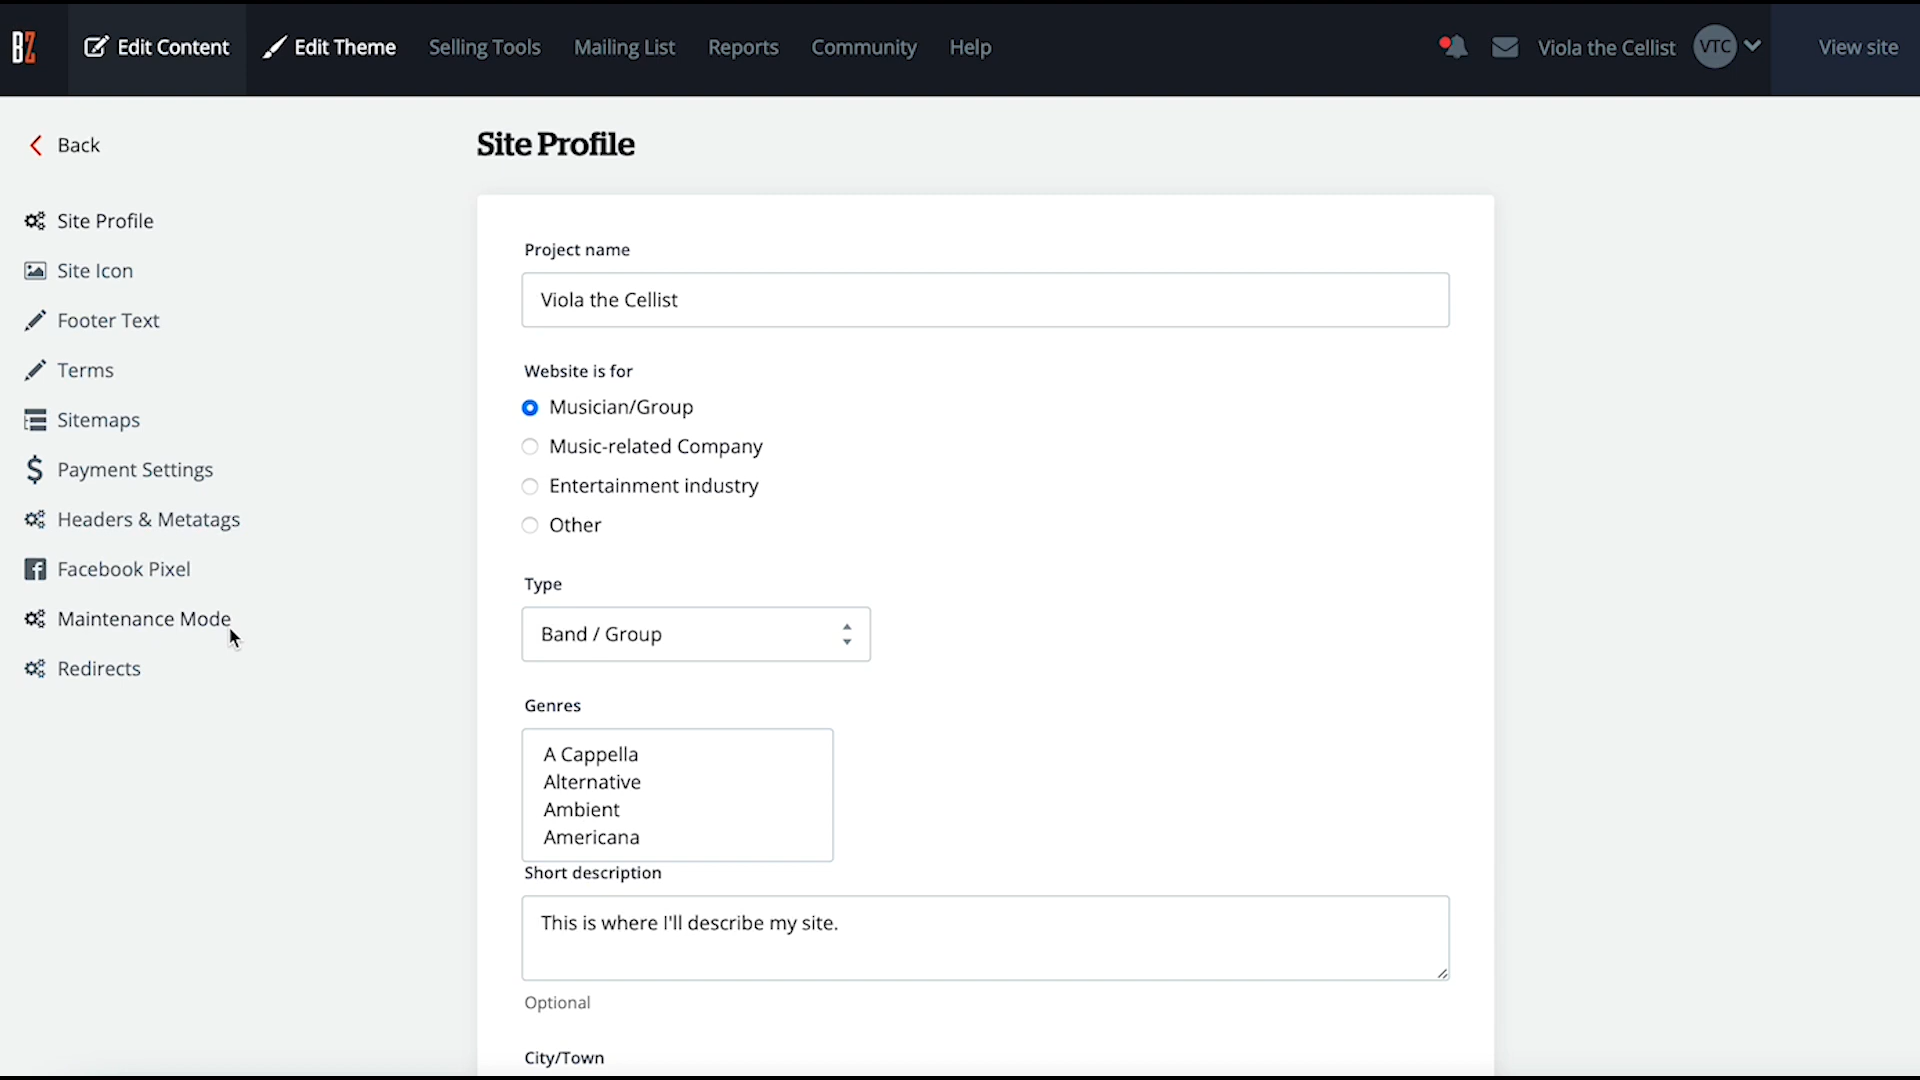 BZ
Edit Content
Edit Theme
Selling Tools
Mailing List
Reports
Community
Help
Viola the Cellist
VTC
View site
Back
Site Profile
Site Icon
Footer Text
Terms
Sitemaps
Payment Settings
Headers & Metatags
Facebook Pixel
Maintenance Mode
Redirects
Site Profile
Project name
Viola the Cellist
Website is for
Musician/Group
Music-related Company
Entertainment industry
Other
Type
Band / Group
Genres
A Cappella
Alternative
Ambient
Americana
Short description
This is where I'll describe my site.
Optional
City/Town